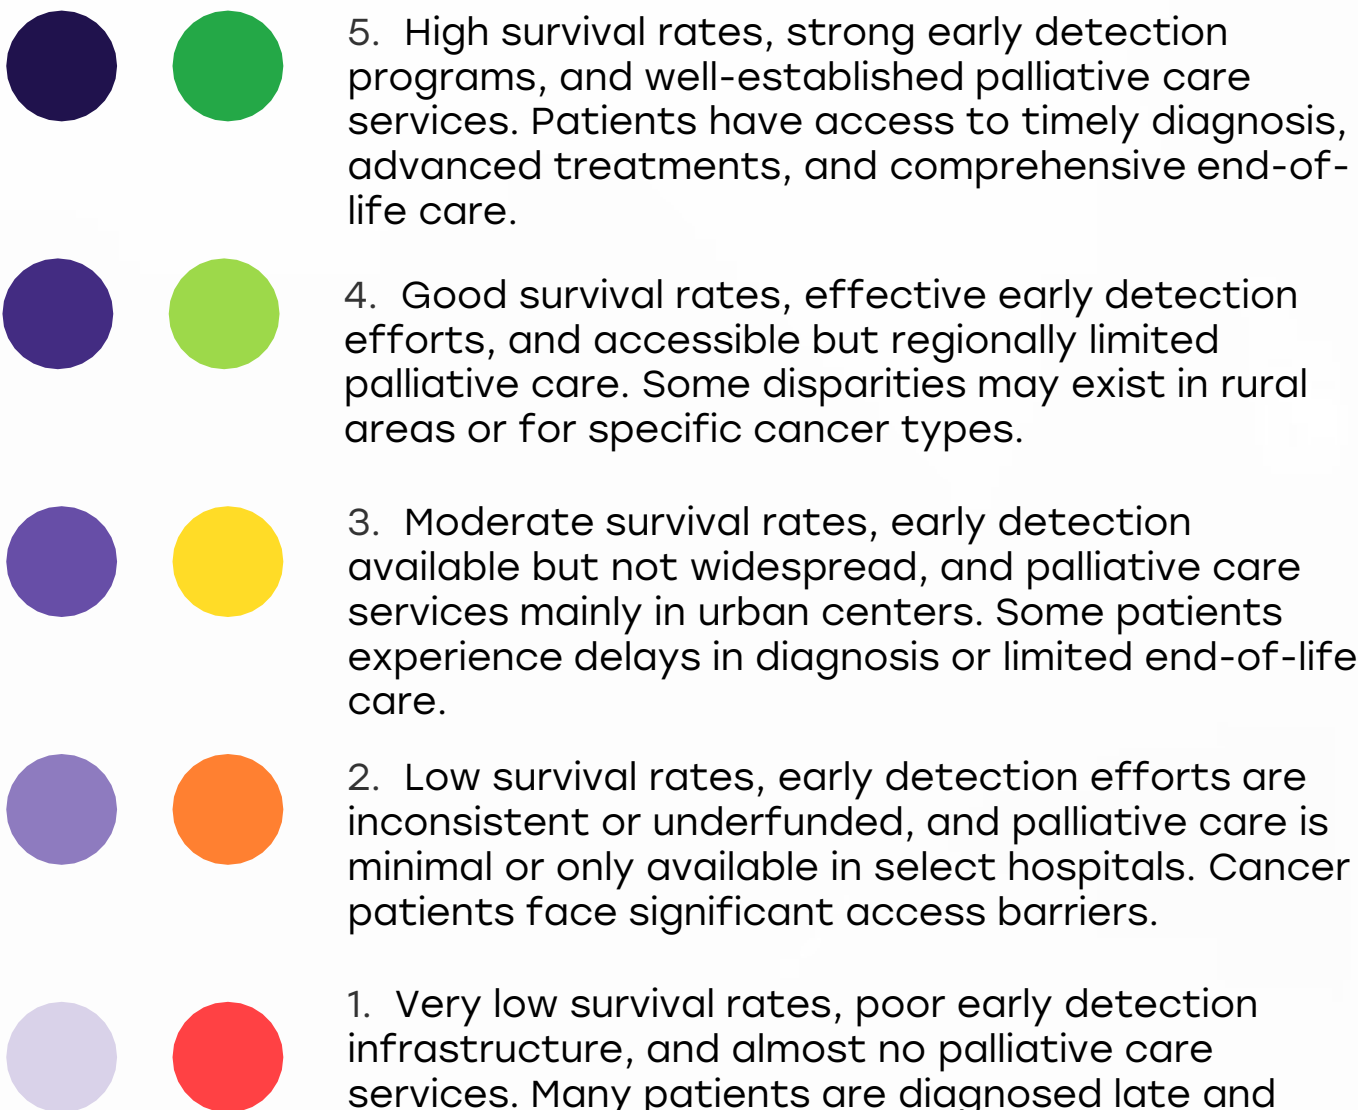 5. High survival rates, strong early detection
programs, and well-established palliative care
services. Patients have access to timely diagnosis,
advanced treatments, and comprehensive end-of-
life care.
4. Good survival rates, effective early detection
efforts, and accessible but regionally limited
palliative care. Some disparities may exist in rural
areas or for specific cancer types.
3. Moderate survival rates, early detection
available but not widespread, and palliative care
services mainly in urban centers. Some patients
experience delays in diagnosis or limited end-of-life
care.
2. Low survival rates, early detection efforts are
inconsistent or underfunded, and palliative care is
minimal or only available in select hospitals. Cancer
patients face significant access barriers.
1. Very low survival rates, poor early detection
infrastructure, and almost no palliative care
services. Many patients are diagnosed late and